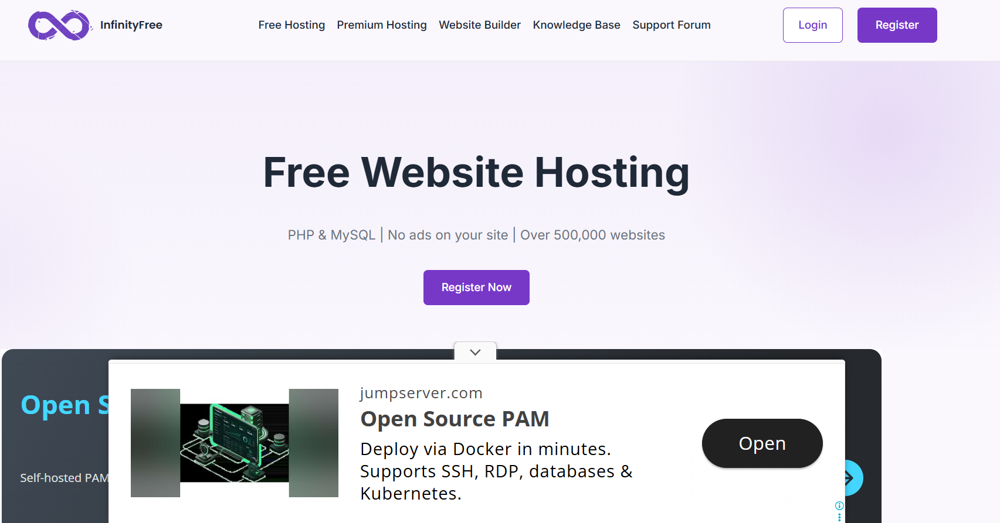 InfinityFree
Free Hosting
Premium Hosting
Website Builder
Knowledge Base
Support Forum
Login
Register
Free Website Hosting
PHP & MySQL | No ads on your site | Over 500,000 websites
Register Now
Open S
Self-hosted PAM
jumpserver.com
Open Source PAM
Deploy via Docker in minutes.
Supports SSH, RDP, databases &
Kubernetes.
Open